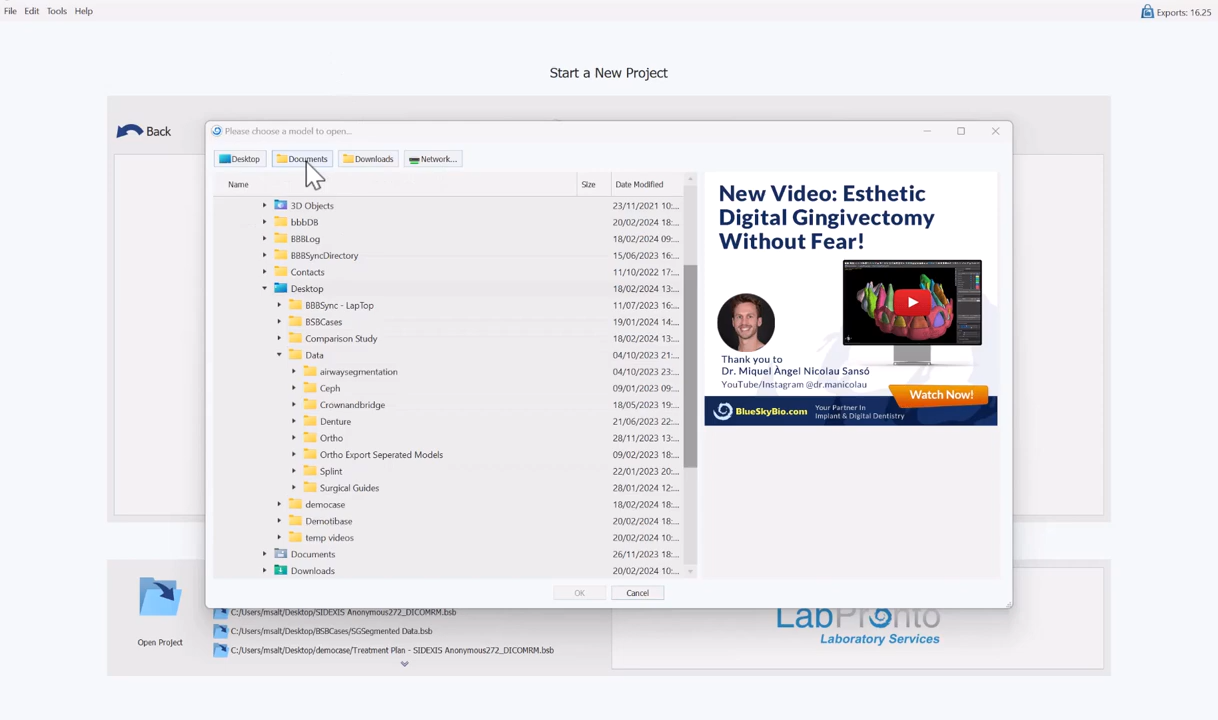 File Edit Tools Help
Exports: 16.25
Start a New Project
Back
Please choose a model to open...
Desktop Documents Downloads Network...
Name Size Date Modified
3D Objects 23/11/2021 10:...
bbbDB 20/02/2024 18:...
BBBLog 18/02/2024 09:...
BBBSyncDirectory 15/06/2023 16:...
Contacts 11/10/2022 17:...
Desktop 18/02/2024 13:...
BBBSync - LapTop 11/07/2023 16:...
BSBCases 19/01/2024 14:...
Comparison Study 18/02/2024 13:...
Data 04/10/2023 21:...
airwaysegmentation 04/10/2023 23:...
Ceph 09/01/2023 09:...
Crownandbridge 18/05/2023 19:...
Denture 21/06/2023 22:...
Ortho 28/11/2023 13:...
Ortho Export Seperated Models 09/02/2023 18:...
Splint 22/01/2023 20:...
Surgical Guides 28/01/2024 12:...
democase 18/02/2024 18:...
Demotibase 20/02/2024 18:...
temp videos 20/02/2024 10:...
Documents 26/11/2023 18:...
Downloads 20/02/2024 10:...
New Video: Esthetic
Digital Gingivectomy
Without Fear!
Thank you to
Dr. Miquel Àngel Nicolau Sansó
YouTube/Instagram @dr.manicolau
Watch Now!
BlueSkyBio.com
Your Partner In
Implant & Digital Dentistry
OK Cancel
Open Project
C:/Users/msalt/Desktop/SIDEXIS Anonymous272_DICOMRM.bsb
C:/Users/msalt/Desktop/BSBCases/SGSegmented Data.bsb
C:/Users/msalt/Desktop/democase/Treatment Plan - SIDEXIS Anonymous272_DICOMRM.bsb
LabPronto
Laboratory Services